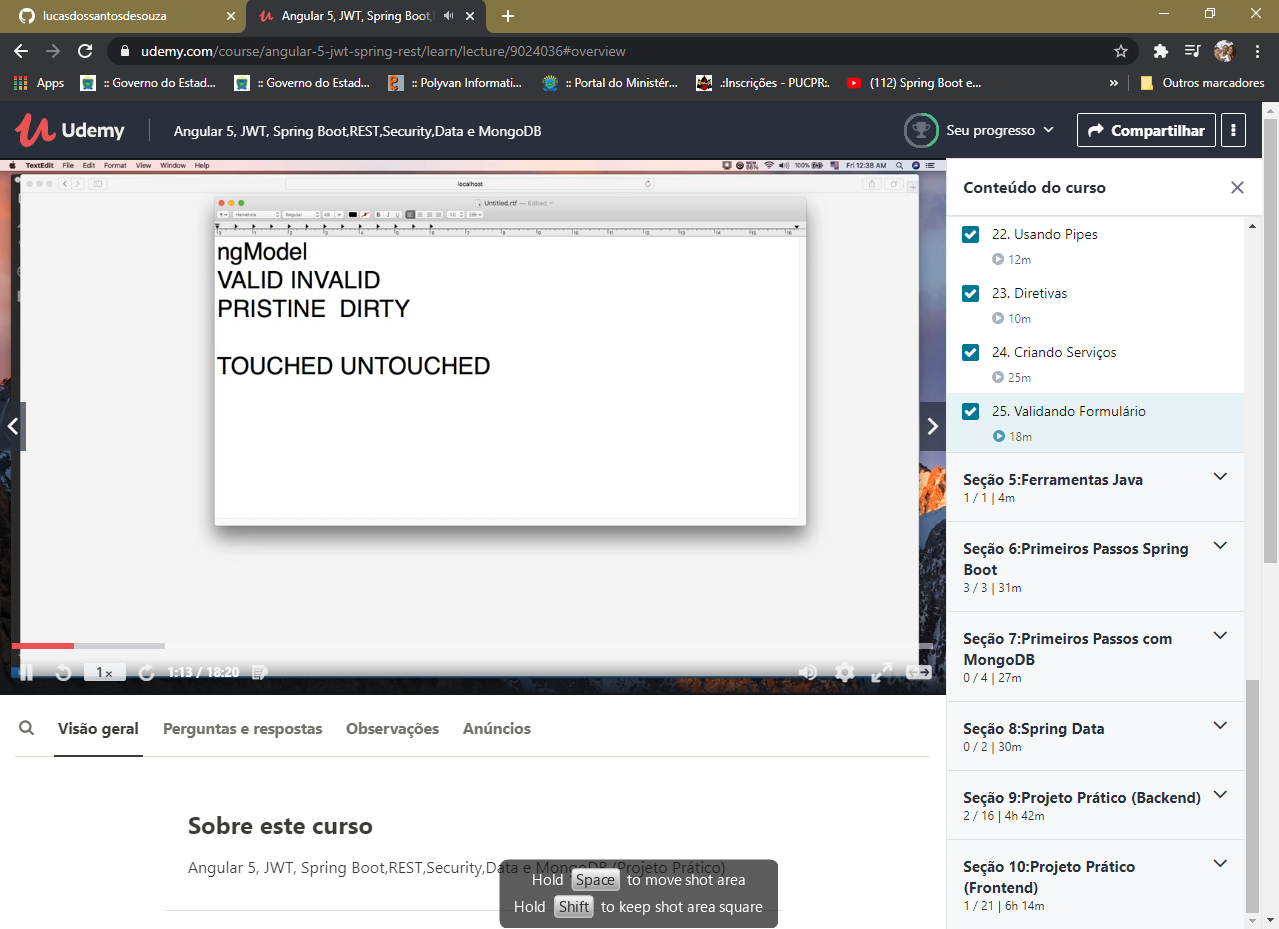 lucasdossantosdesouza
Angular 5, JWT, Spring Boot,
udemy.com/course/angular-5-jwt-spring-rest/learn/lecture/9024036#overview
Apps
:: Governo do Estad...
:: Governo do Estad...
:: Polyvan Informati...
:: Portal do Ministér...
.:Inscrições - PUCPR:.
(112) Spring Boot e...
»
Outros marcadores
Udemy
Angular 5, JWT, Spring Boot,REST,Security,Data e MongoDB
Seu progresso
Compartilhar
TextEdit File Edit Format View Window Help
100%
Fri 12:38 AM
localhost
Untitled.rtf — Edited
Helvetica
Regular
48
B I U
1.0
ngModel
VALID INVALID
PRISTINE DIRTY
TOUCHED UNTOUCHED
1×
1:13 / 18:20
Conteúdo do curso
22. Usando Pipes
12m
23. Diretivas
10m
24. Criando Serviços
25m
25. Validando Formulário
18m
Seção 5:Ferramentas Java
1 / 1 | 4m
Seção 6:Primeiros Passos Spring
Boot
3 / 3 | 31m
Seção 7:Primeiros Passos com
MongoDB
0 / 4 | 27m
Seção 8:Spring Data
0 / 2 | 30m
Seção 9:Projeto Prático (Backend)
2 / 16 | 4h 42m
Seção 10:Projeto Prático
(Frontend)
1 / 21 | 6h 14m
Visão geral
Perguntas e respostas
Observações
Anúncios
Sobre este curso
Angular 5, JWT, Spring Boot,REST,Security,Data e MongoDB (Projeto Prático)
Hold Space to move shot area
Hold Shift to keep shot area square